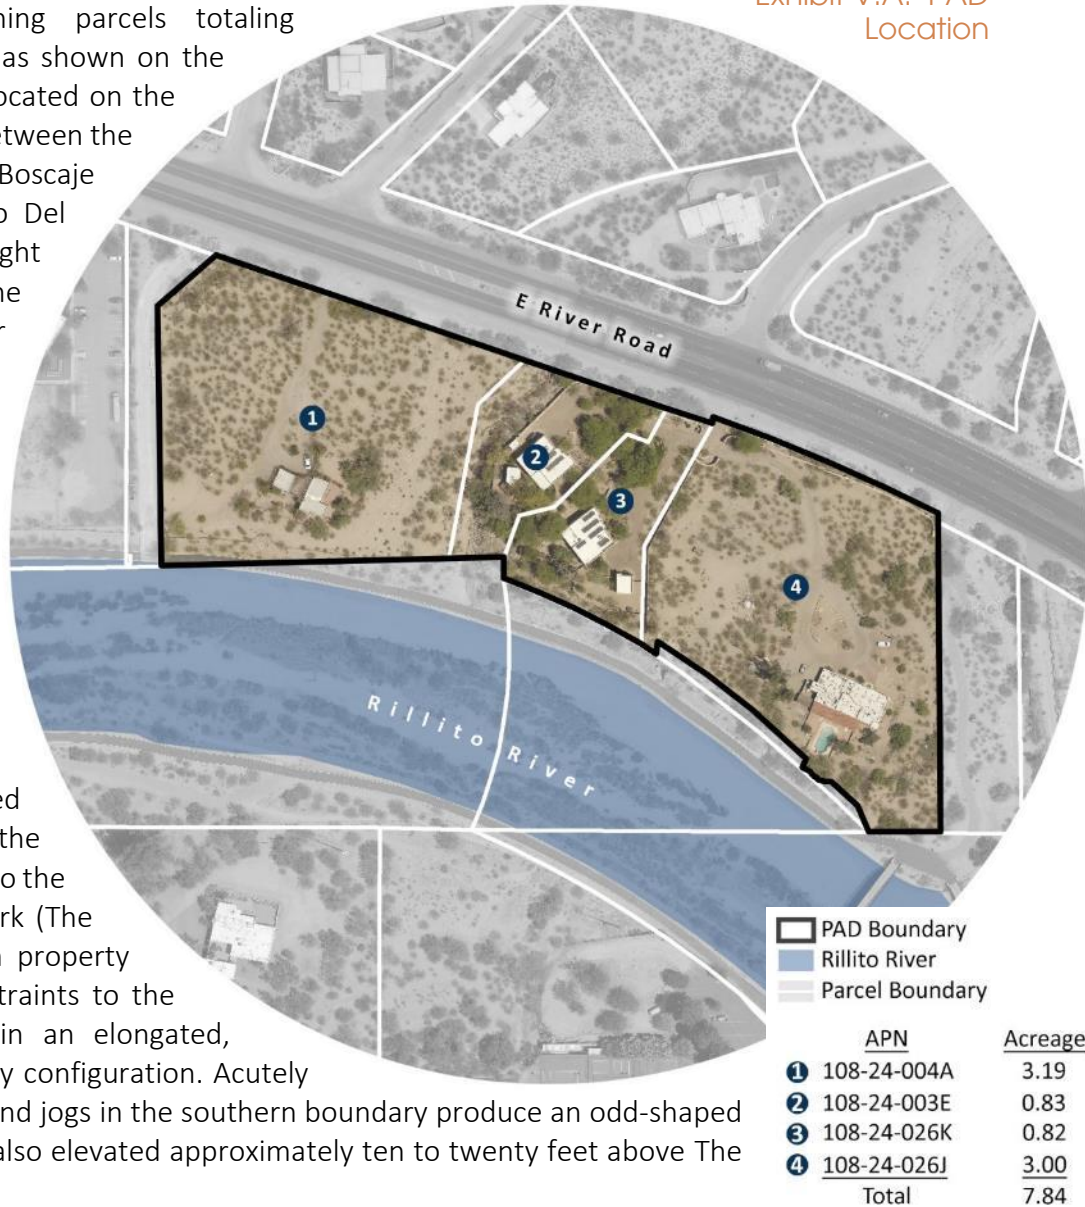 Exhibit V.A: PAD
Location
ning parcels totaling
as shown on the
ocated on the
etween the
Boscaje
o Del
ght
ne
r
ed
the
o the
rk (The
n property
traints to the
in an elongated,
y configuration. Acutely
nd jogs in the southern boundary produce an odd-shaped
also elevated approximately ten to twenty feet above The
E River Road
1
2
3
4
Rillito River
PAD Boundary
Rillito River
Parcel Boundary
APN Acreage
1 108-24-004A 3.19
2 108-24-003E 0.83
3 108-24-026K 0.82
4 108-24-026J 3.00
Total 7.84